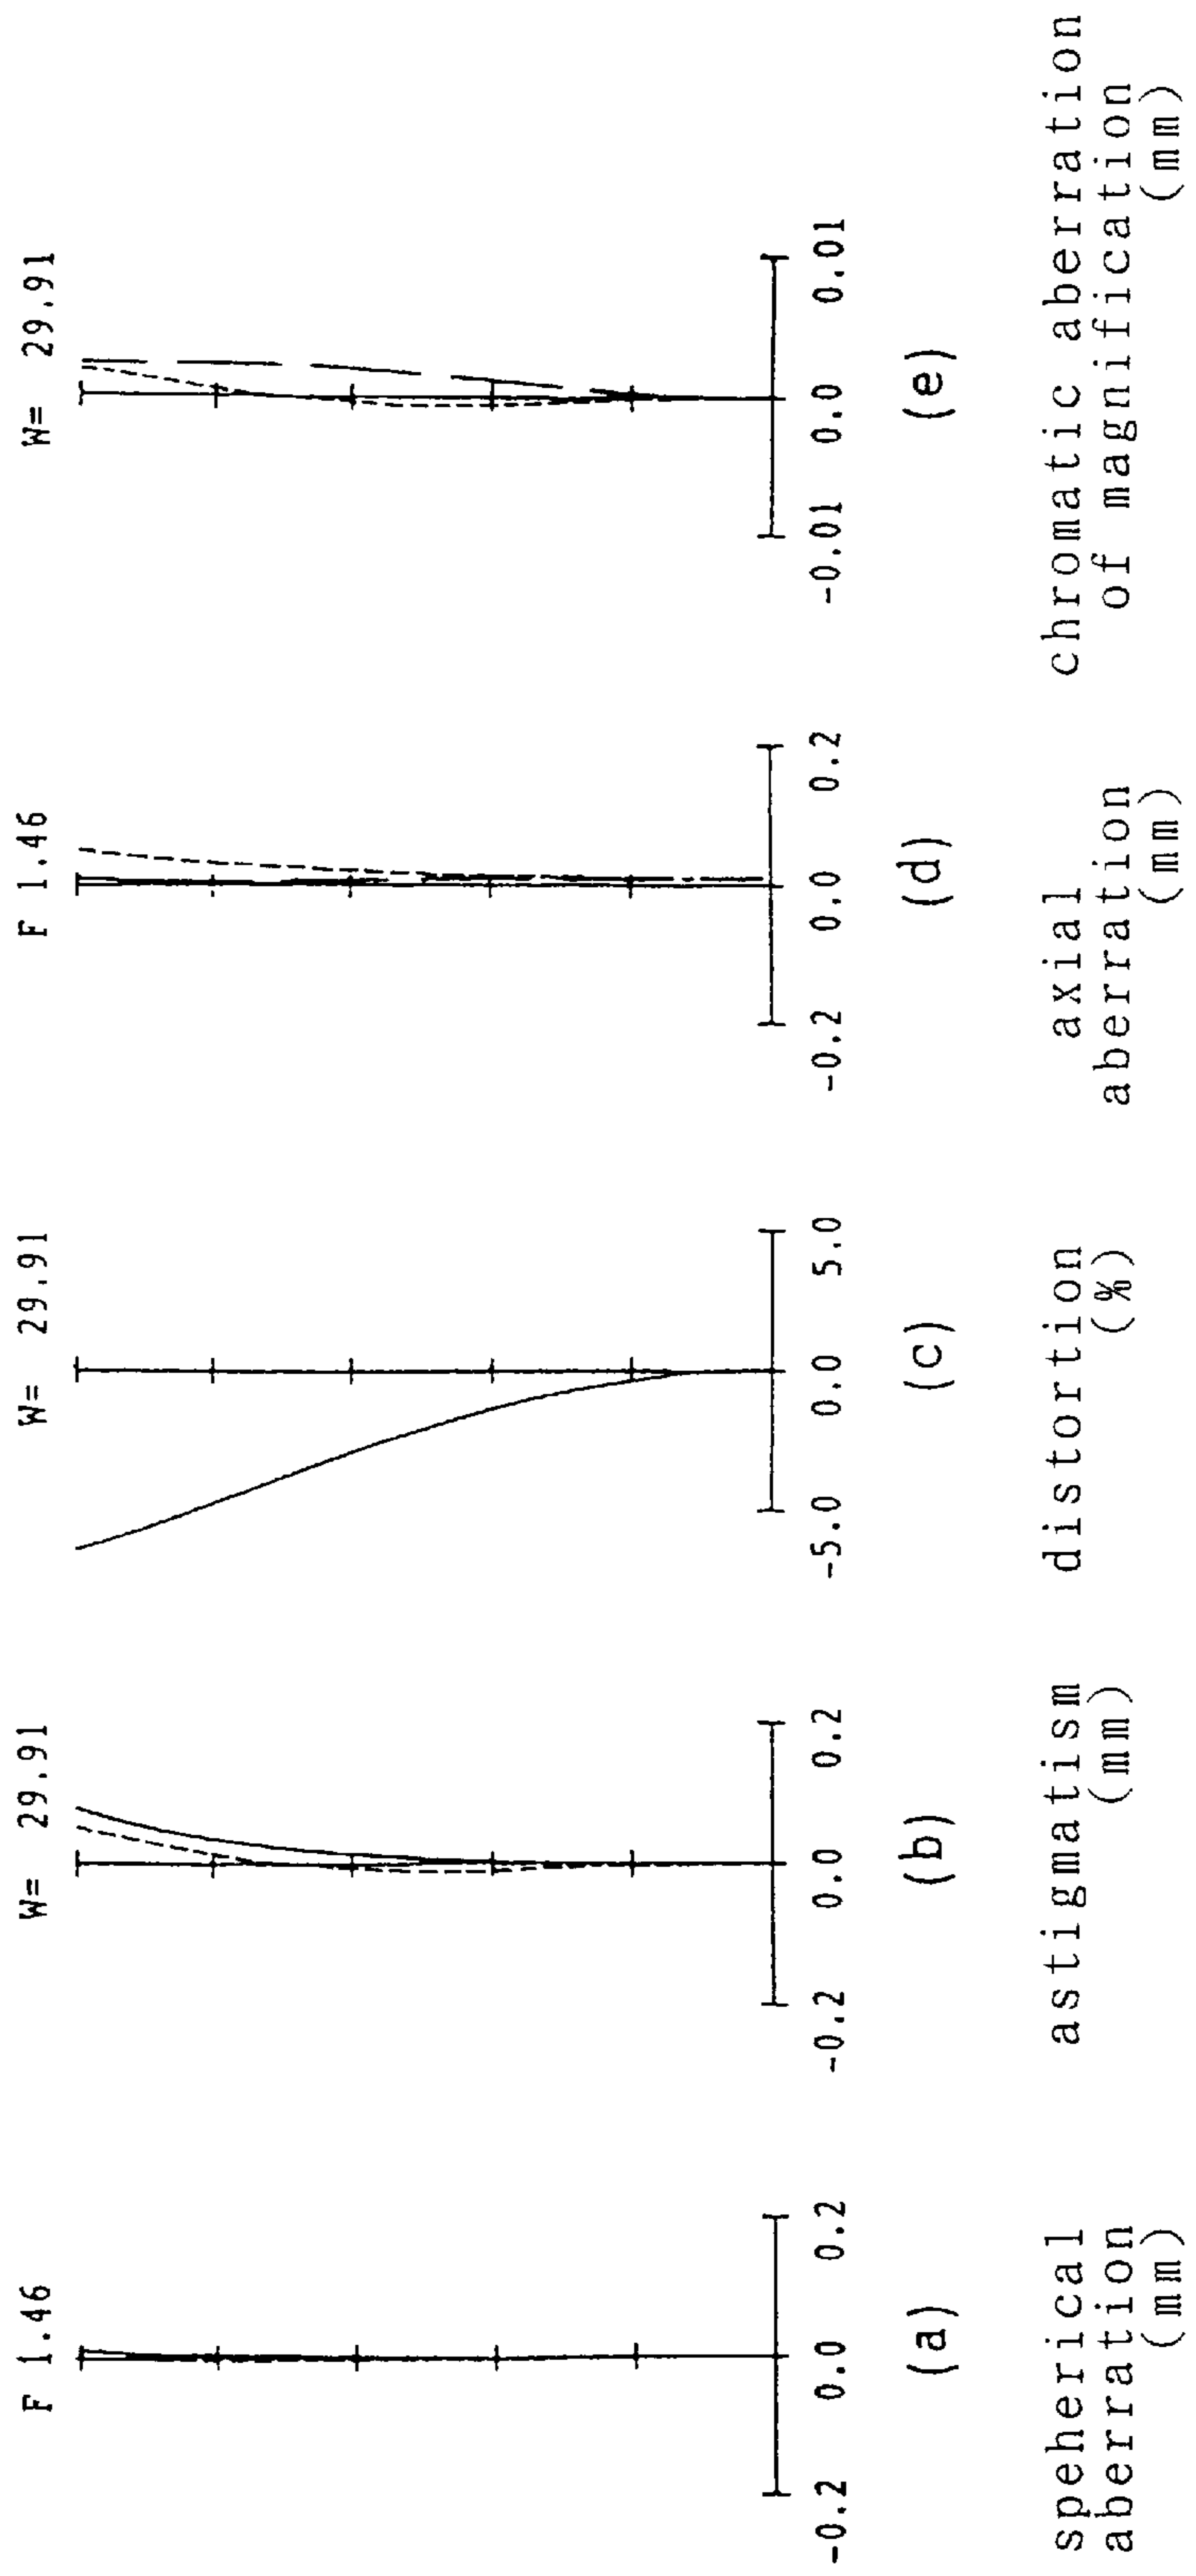 F 1.46
-0.2 0.0 0.2
(a)
speherical
aberration
(mm)
W= 29.91
-0.2 0.0 0.2
(b)
astigmatism
(mm)
W= 29.91
-5.0 0.0 5.0
(c)
distortion
(%)
F 1.46
-0.2 0.0 0.2
(d)
axial
aberration
(mm)
W= 29.91
-0.01 0.0 0.01
(e)
chromatic aberration
of magnification
(mm)